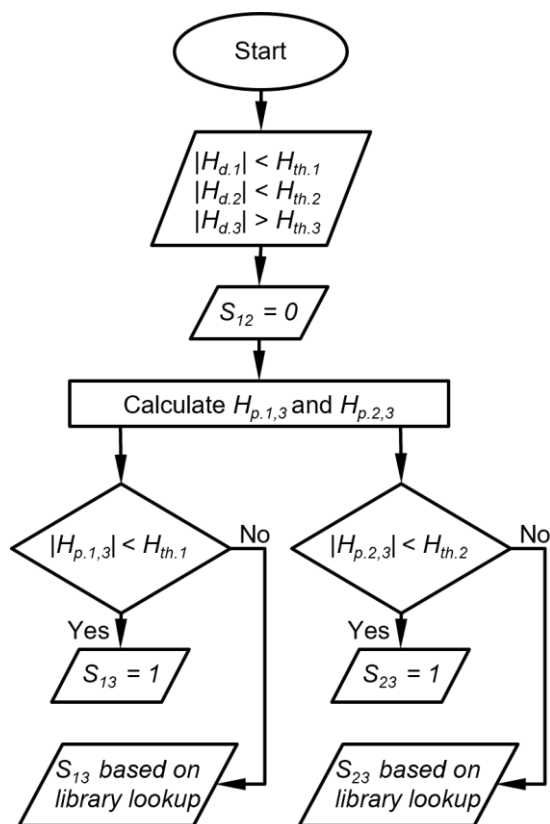 Start
|H_d.1| < H_th.1
|H_d.2| < H_th.2
|H_d.3| > H_th.3
S_12 = 0
Calculate H_p.1,3 and H_p.2,3
|H_p.1,3| < H_th.1
No
Yes
S_13 = 1
S_13 based on
library lookup
|H_p.2,3| < H_th.2
No
Yes
S_23 = 1
S_23 based on
library lookup